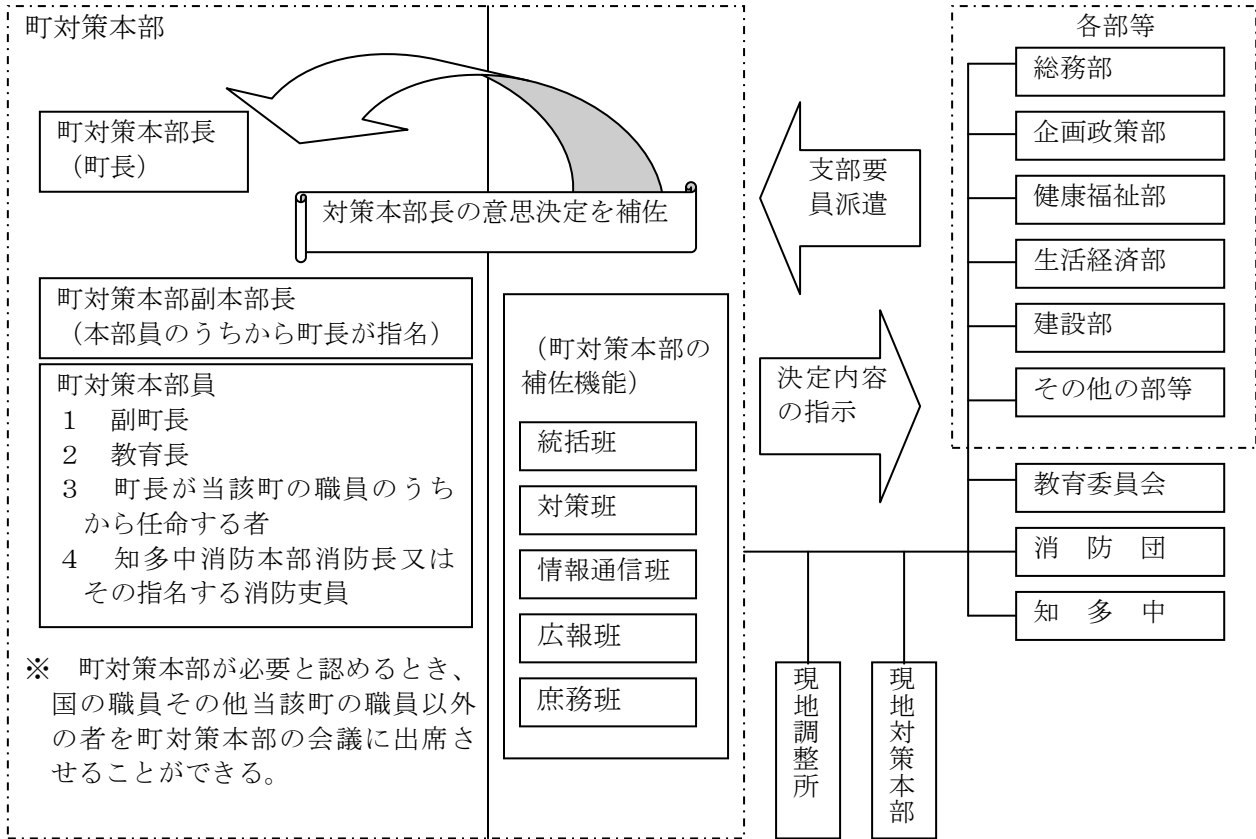 町対策本部
町対策本部長
（町長）
対策本部長の意思決定を補佐
町対策本部副本部長
（本部員のうちから町長が指名）
町対策本部員
１　副町長
２　教育長
３　町長が当該町の職員のうち
から任命する者
４　知多中消防本部消防長又は
その指名する消防吏員
※　町対策本部が必要と認めるとき、
国の職員その他当該町の職員以外
の者を町対策本部の会議に出席さ
せることができる。
（町対策本部の
補佐機能）
統括班
対策班
情報通信班
広報班
庶務班
支部要
員派遣
決定内容
の指示
各部等
総務部
企画政策部
健康福祉部
生活経済部
建設部
その他の部等
教育委員会
消　防　団
知　多　中
現地調整所
現地対策本部